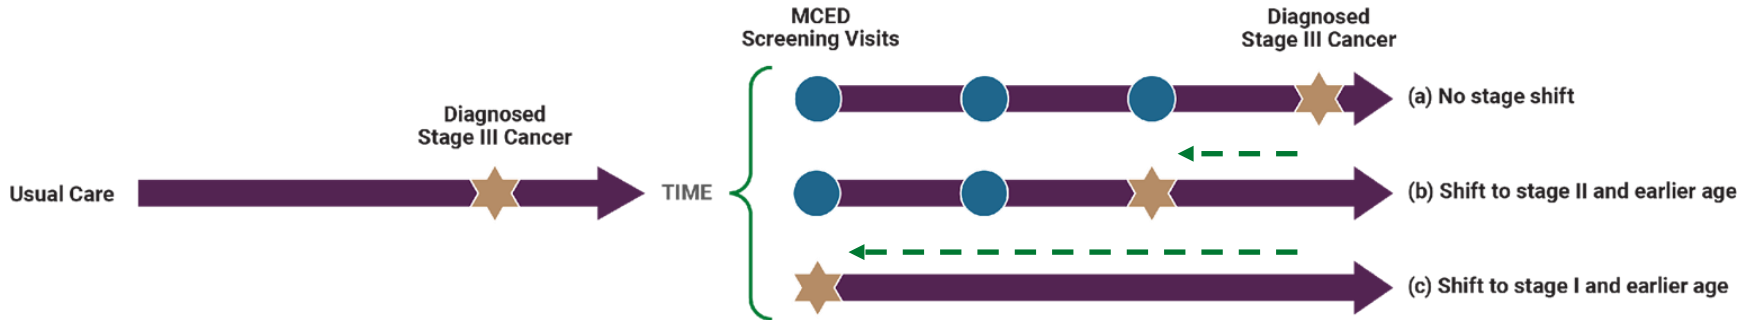 MCED
Screening Visits
Diagnosed
Stage III Cancer
(a) No stage shift
Diagnosed
Stage III Cancer
Usual Care
TIME
(b) Shift to stage II and earlier age
(c) Shift to stage I and earlier age